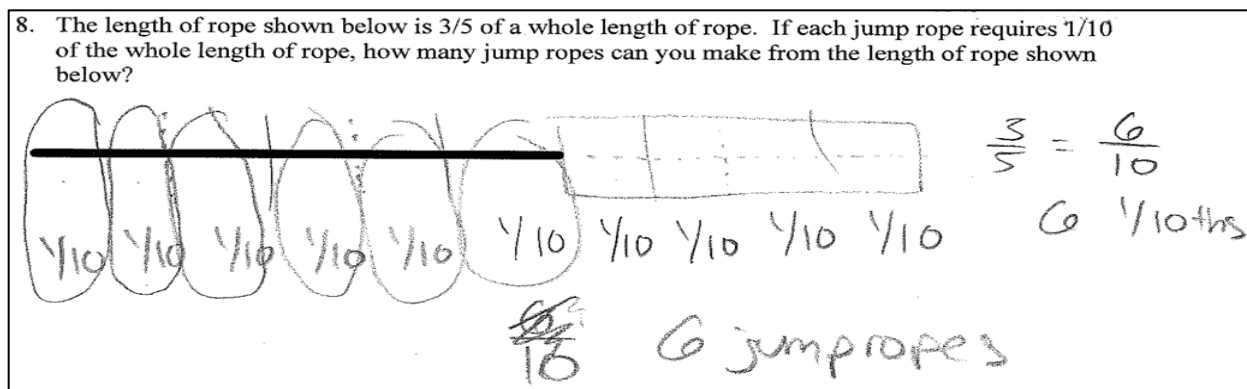 8. The length of rope shown below is 3/5 of a whole length of rope. If each jump rope requires 1/10
of the whole length of rope, how many jump ropes can you make from the length of rope shown
below?
3/5 = 6/10
6 1/10ths
1/10 1/10 1/10 1/10 1/10 1/10 1/10 1/10 1/10 1/10
10
6 jumpropes